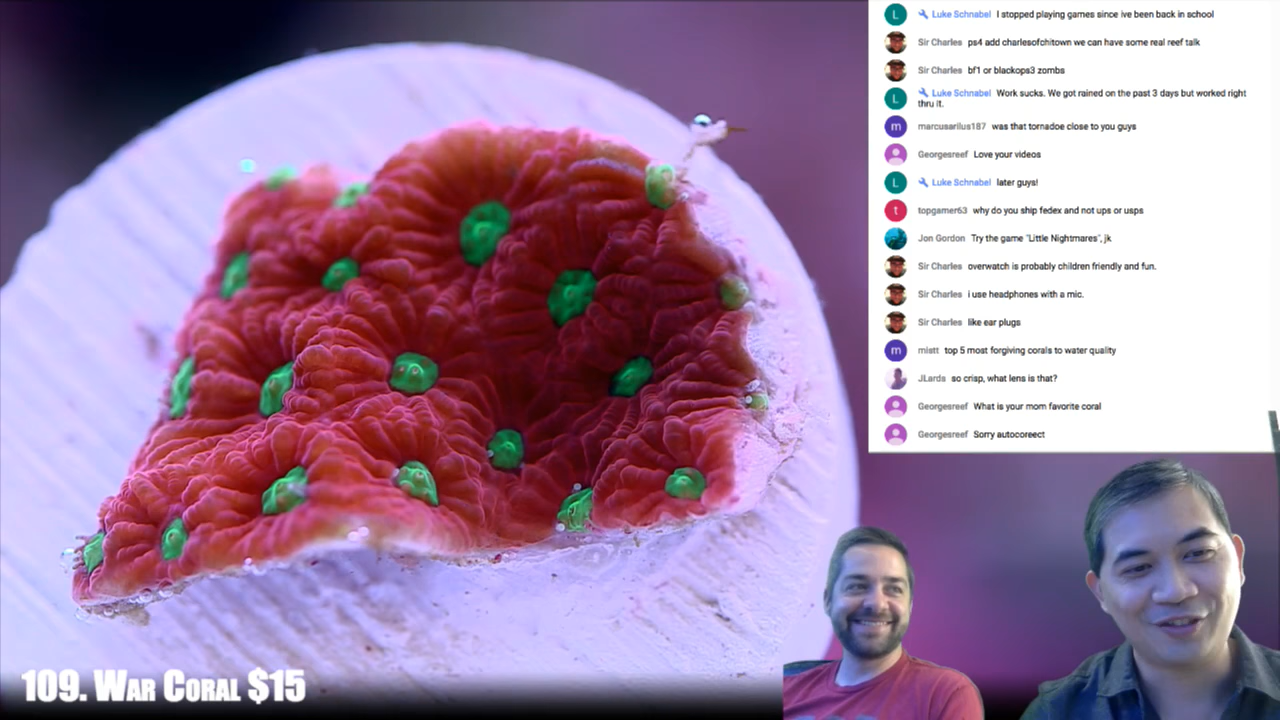 L Luke Schnabel I stopped playing games since ive been back in school
Sir Charles ps4 add charlesofchitown we can have some real reef talk
Sir Charles bf1 or blackops3 zombs
L Luke Schnabel Work sucks. We got rained on the past 3 days but worked right
thru it.
m marcusarilus187 was that tornadoe close to you guys
Georgesreef Love your videos
L Luke Schnabel later guys!
t topgamer63 why do you ship fedex and not ups or usps
Jon Gordon Try the game "Little Nightmares", jk
Sir Charles overwatch is probably children friendly and fun.
Sir Charles i use headphones with a mic.
Sir Charles like ear plugs
m mistt top 5 most forgiving corals to water quality
JLards so crisp, what lens is that?
Georgesreef What is your mom favorite coral
Georgesreef Sorry autocoreect
109. War Coral $15